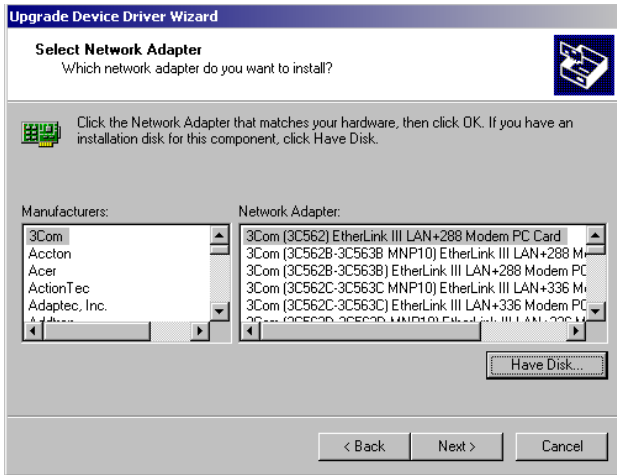 Upgrade Device Driver Wizard
Select Network Adapter
Which network adapter do you want to install?
Click the Network Adapter that matches your hardware, then click OK. If you have an
installation disk for this component, click Have Disk.
Manufacturers:
3Com
Accton
Acer
ActionTec
Adaptec, Inc.
Network Adapter:
3Com (3C562) EtherLink III LAN+288 Modem PC Card
3Com (3C562B-3C563B MNP10) EtherLink III LAN+288 M
3Com (3C562B-3C563B) EtherLink III LAN+288 Modem PC
3Com (3C562C-3C563C MNP10) EtherLink III LAN+336 M
3Com (3C562C-3C563C) EtherLink III LAN+336 Modem PC
Have Disk...
< Back
Next >
Cancel